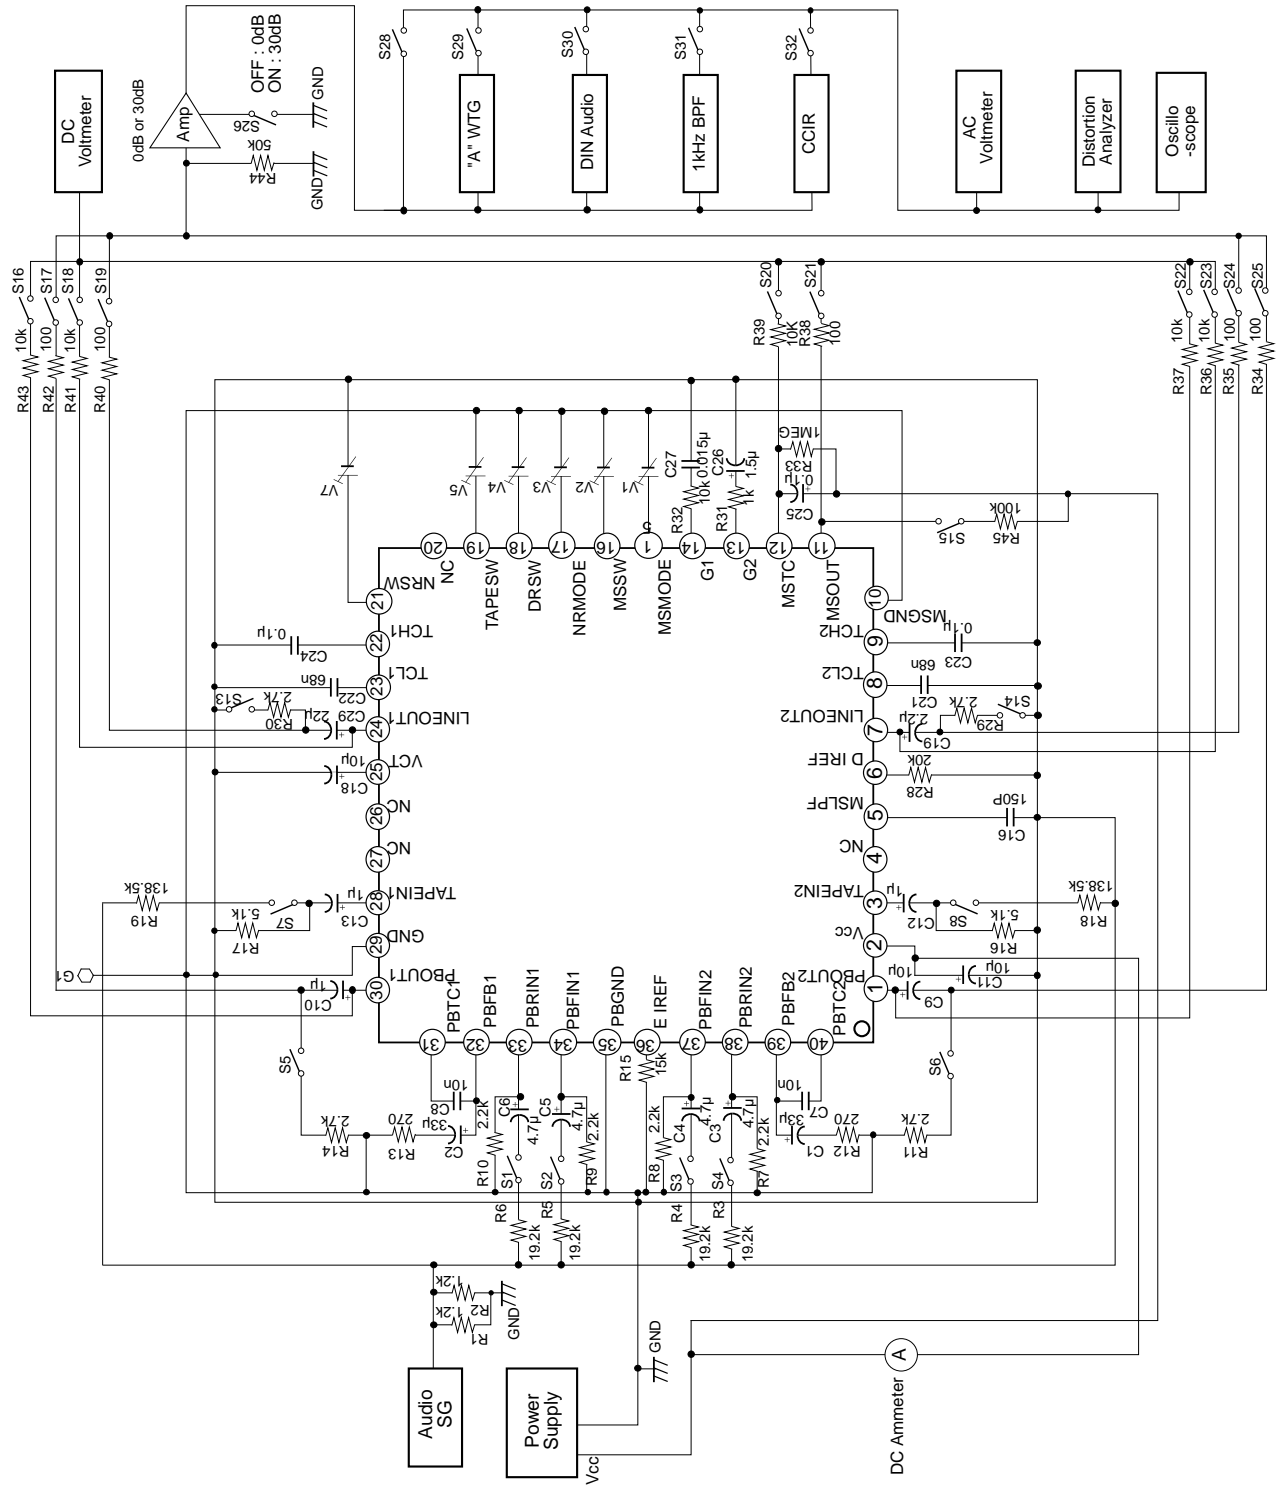 DC
Voltmeter
0dB or 30dB
Amp
OFF : 0dB
ON : 30dB
S26
GND
R44
50k
GND
S28
S29
S30
S31
S32
"A" WTG
DIN Audio
1kHz BPF
CCIR
AC
Voltmeter
Distortion
Analyzer
Oscillo
-scope
S16
S17
S18
S19
10k
100
10k
100
R43
R42
R41
R40
S20
S21
R39
10K
R38
100
S22
S23
S24
S25
10k
10k
100
100
R37
R36
R35
R34
V7
V5
V4
V3
V2
V1
C27
0.015µ
R32
10k
C26
1.5µ
R31
1k
1MEG
R33
0.1µ
C25
S15
R45
100k
20
19
18
17
16
1
5
14
13
12
11
NC
TAPESW
DRSW
NRMODE
MSSW
MSMODE
G1
G2
MSTC
MSOUT
21
NRSW
22
TCH1
23
TCL1
24
LINEOUT1
25
VCT
26
NC
27
NC
28
TAPEIN1
29
GND
30
PBOUT1
10
MSGND
9
TCH2
8
TCL2
7
LINEOUT2
6
D IREF
5
MSLPF
4
NC
3
TAPEIN2
2
Vcc
1
PBOUT2
0.1µ
C24
68n
C22
S13
2.7k
R30
22µ
C29
10µ
C18
138.5k
R19
S7
5.1k
R17
1µ
C13
G1
1µ
C10
0.1µ
C23
68n
C21
S14
2.7k
R29
2.2µ
C19
20k
R28
150P
C16
138.5k
R18
S8
5.1k
R16
1µ
C12
10µ
C11
10µ
C9
31
32
33
34
35
36
37
38
39
40
PBTC1
PBFB1
PBRIN1
PBFIN1
PBGND
E IREF
PBFIN2
PBRIN2
PBFB2
PBTC2
S5
R14
2.7k
R13
270
C2
33µ
C8
10n
R10
2.2k
C6
4.7µ
S1
R6
19.2k
C5
4.7µ
S2
R5
19.2k
R9
2.2k
R15
15k
R8
2.2k
C4
4.7µ
S3
R4
19.2k
C3
4.7µ
S4
R3
19.2k
R7
2.2k
C7
10n
C1
33µ
R12
270
R11
2.7k
S6
Audio
SG
1.2k
R2
1.2k
R1
GND
Power
Supply
Vcc
GND
A
DC Ammeter